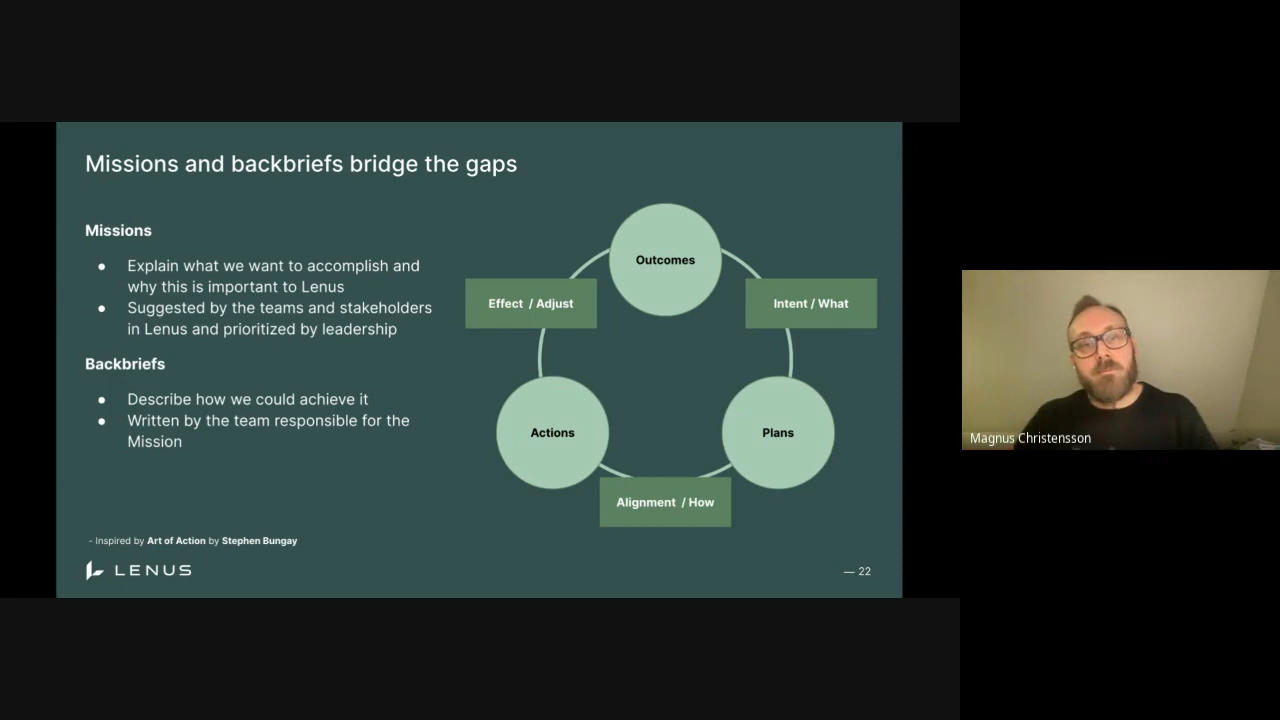 Missions and backbriefs bridge the gaps
Missions
● Explain what we want to accomplish and
why this is important to Lenus
● Suggested by the teams and stakeholders
in Lenus and prioritized by leadership
Backbriefs
● Describe how we could achieve it
● Written by the team responsible for the
Mission
Outcomes
Effect / Adjust
Intent / What
Actions
Plans
Alignment / How
- Inspired by Art of Action by Stephen Bungay
LENUS
— 22
Magnus Christensson